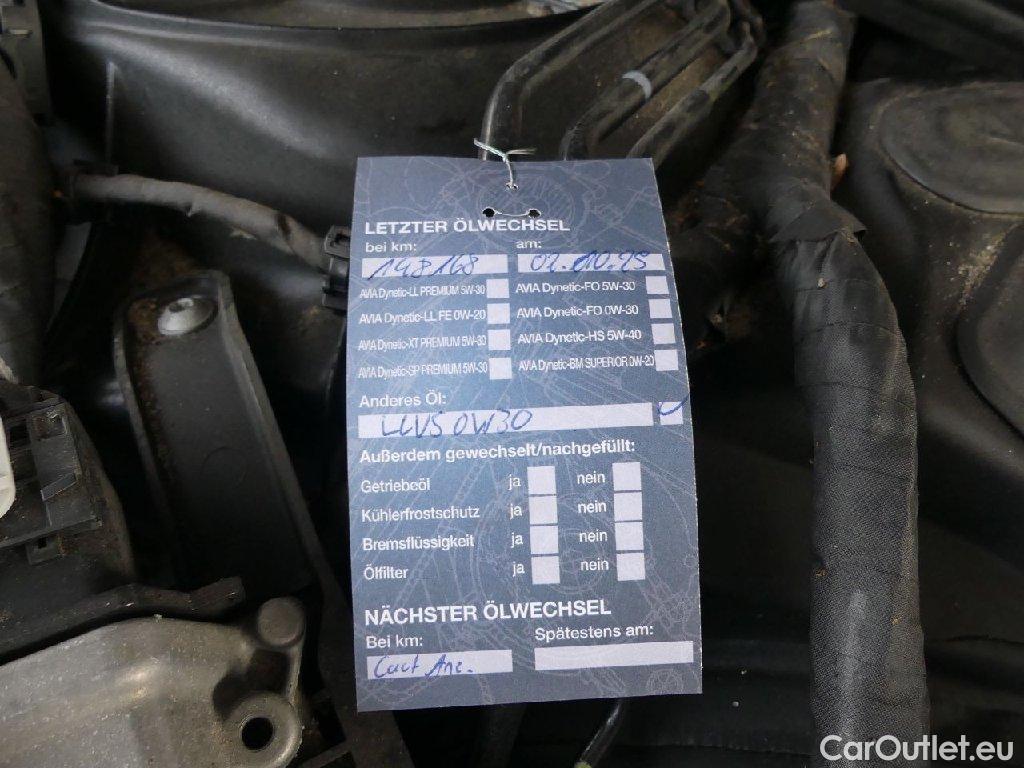 LETZTER ÖLWECHSEL
bei km: am:
148168 02.10.25
AVIA Dynetic-LL PREMIUM 5W-30 AVIA Dynetic-FO 5W-30
AVIA Dynetic-LL FE 0W-20 AVIA Dynetic-FO 0W-30
AVIA Dynetic-XT PREMIUM 5W-30 AVIA Dynetic-HS 5W-40
AVIA Dynetic-SP PREMIUM 5W-30 AVIA Dynetic-BM SUPERIOR 0W-20
Anderes Öl:
0W30
Außerdem gewechselt/nachgefüllt:
Getriebeöl ja nein
Kühlerfrostschutz ja nein
Bremsflüssigkeit ja nein
Ölfilter ja nein
NÄCHSTER ÖLWECHSEL
Bei km: Spätestens am:
CarOutlet.eu